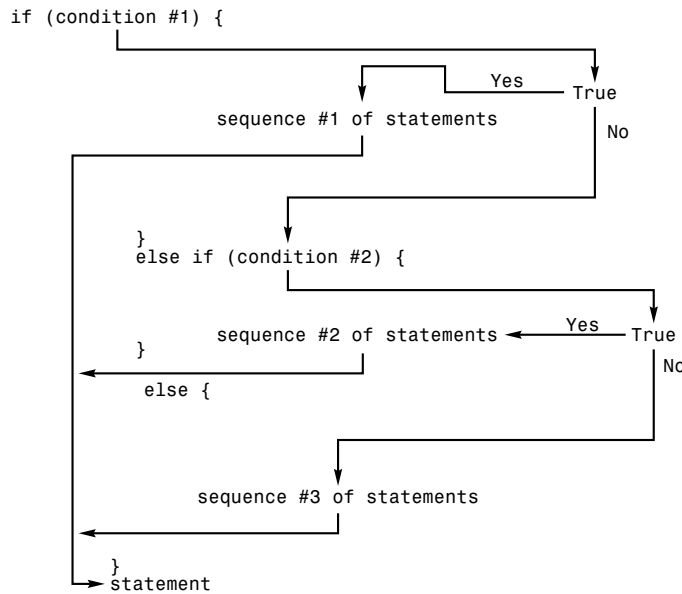 if (condition #1) {
Yes
True
sequence #1 of statements
No
}
else if (condition #2) {
Yes
True
sequence #2 of statements
}
No
else {
sequence #3 of statements
}
statement